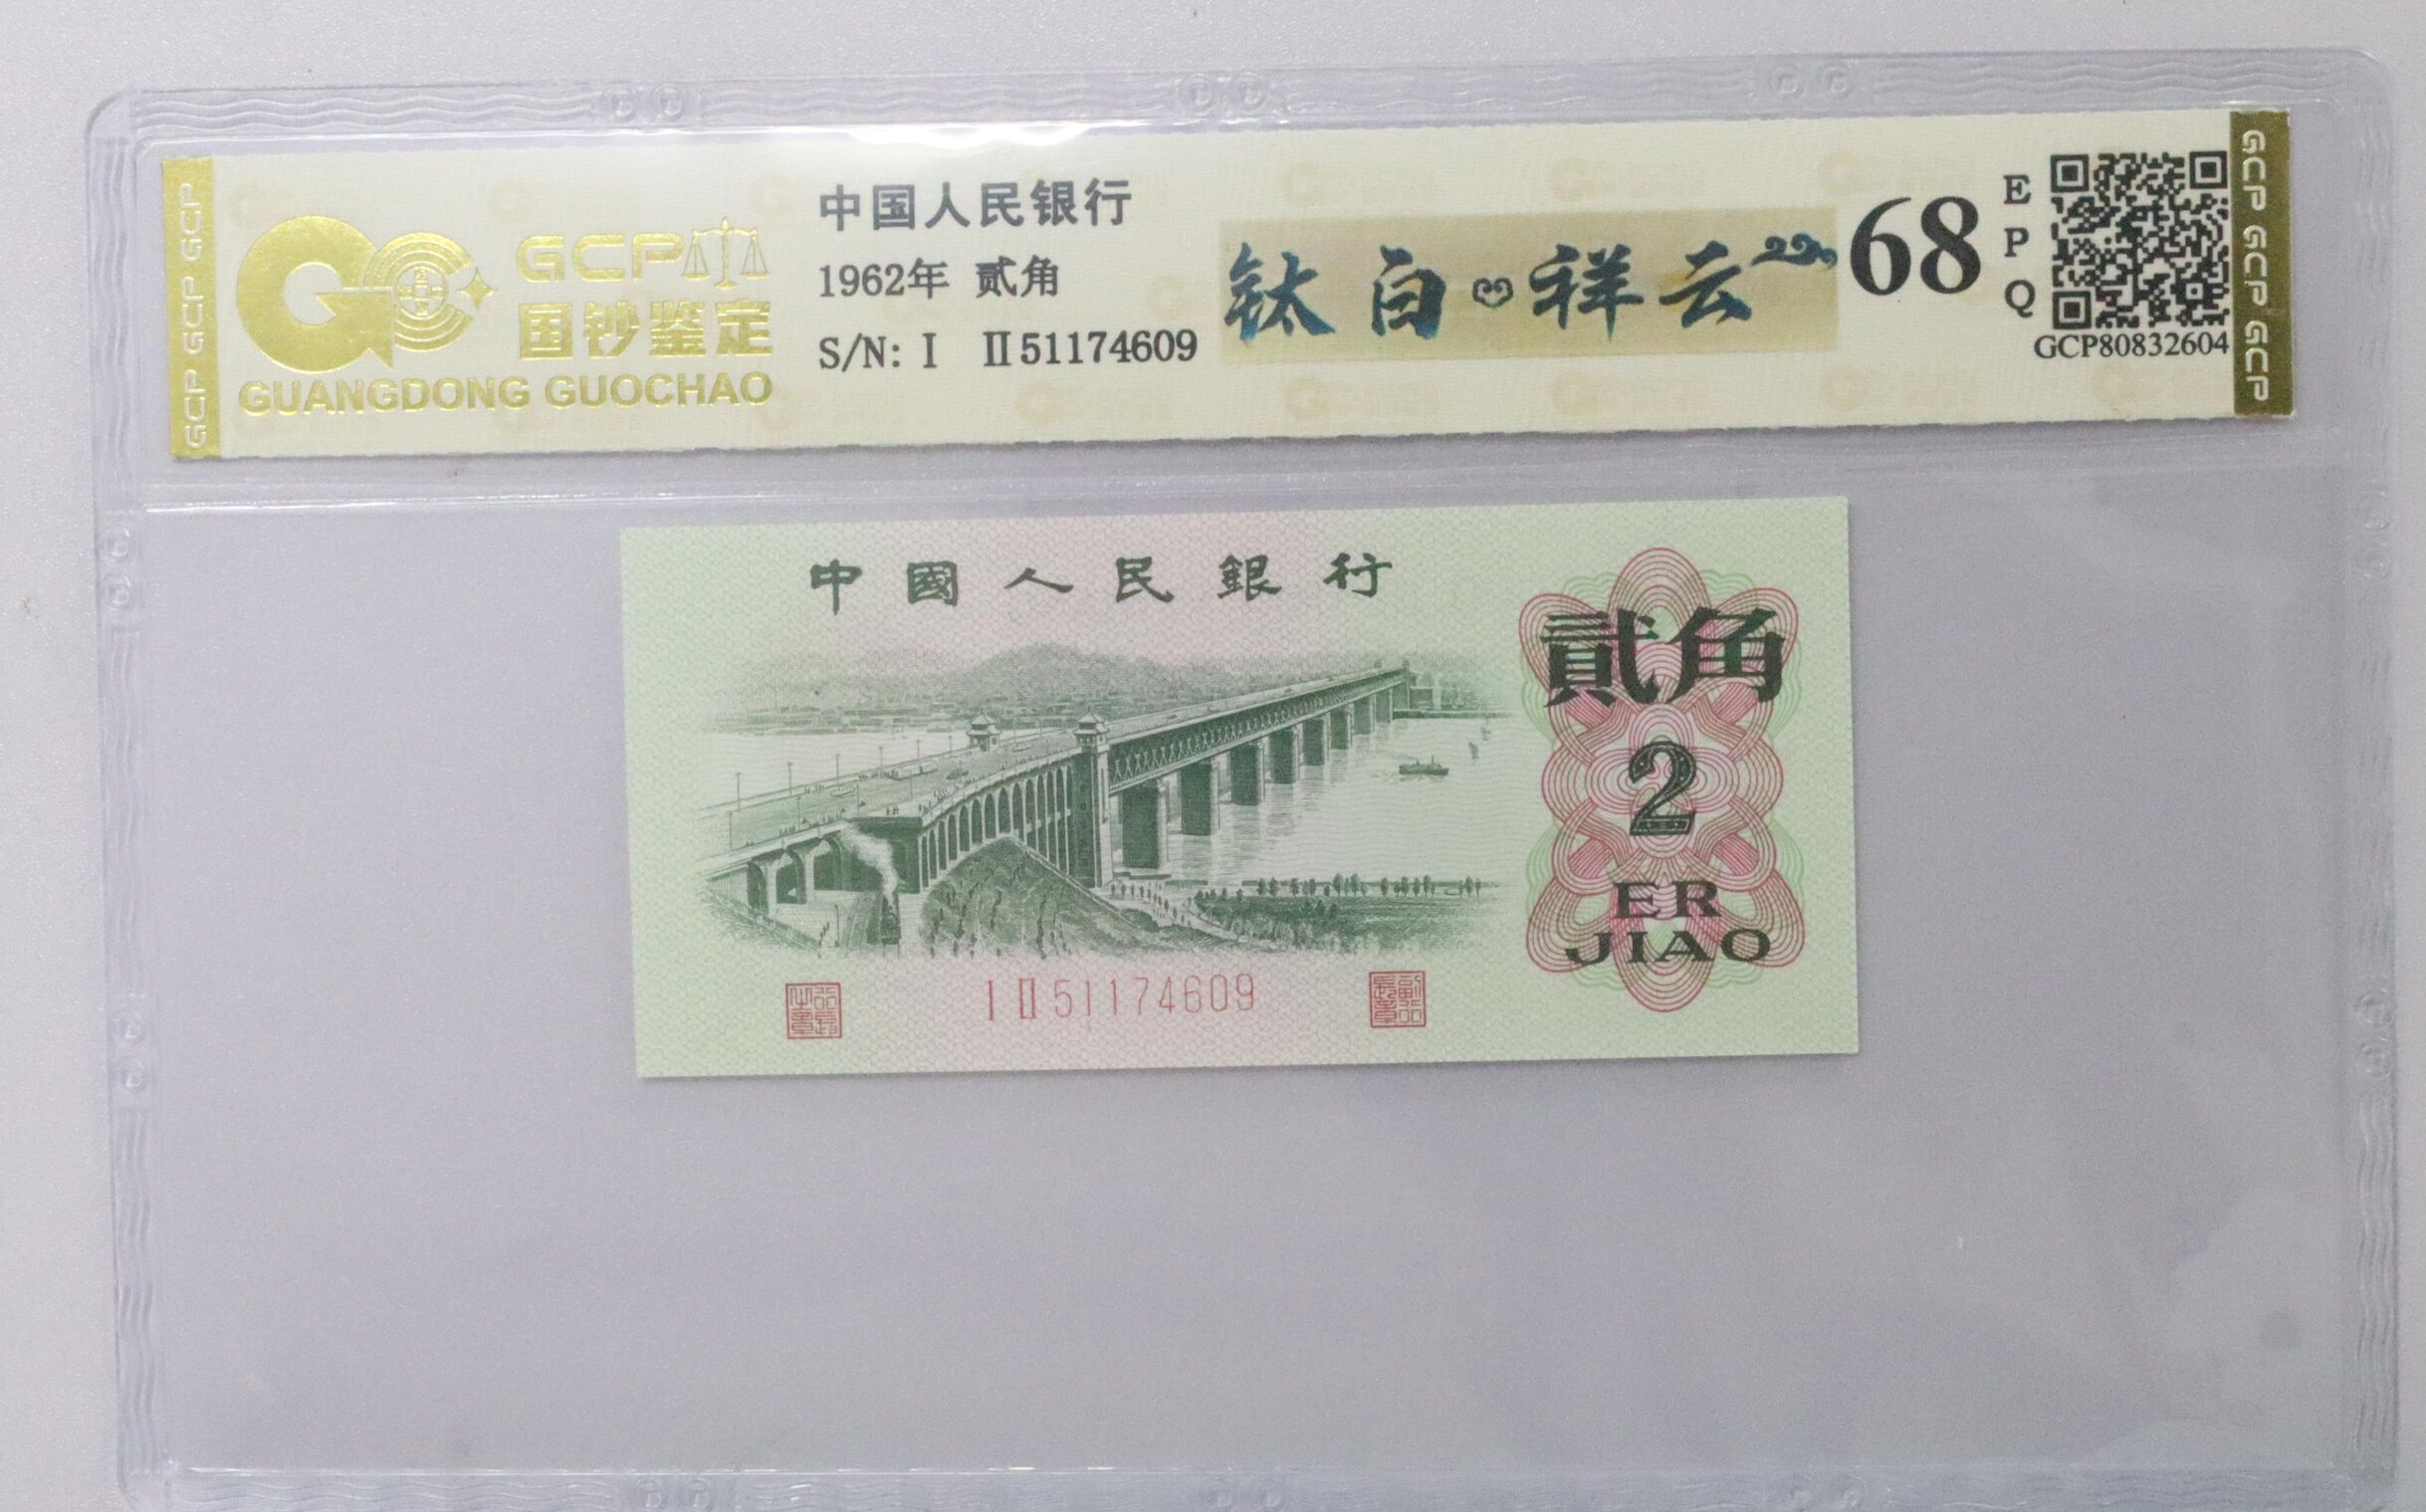 GCP GCP GCP
GCP
国钞鉴定
GUANGDONG GUOCHAO
中国人民银行
1962年 贰角
S/N: I II51174609
钛白祥云
68
E
P
Q
GCP80832604
GCP GCP GCP
中國人民銀行
貳角
2
ER
JIAO
I II 51174609